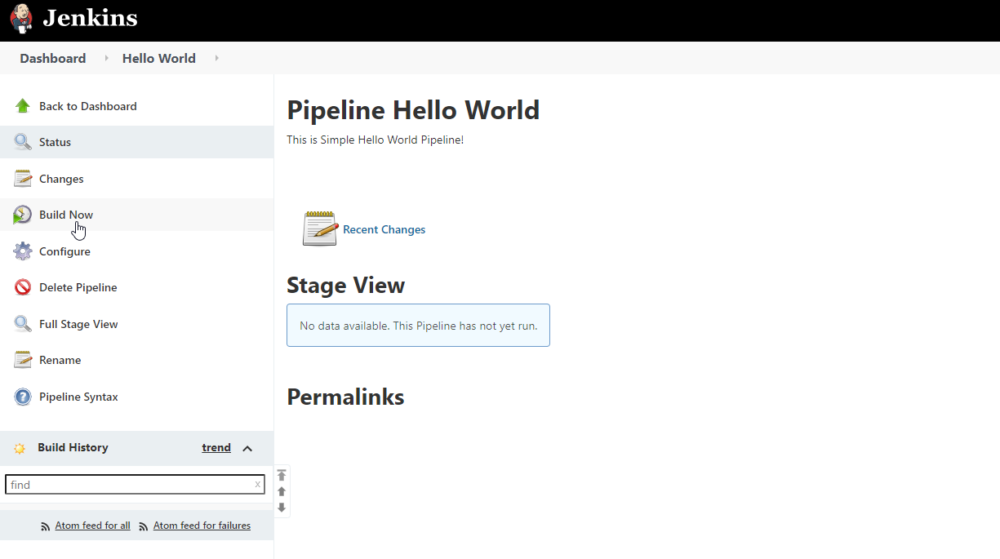 Jenkins
Dashboard
Hello World
Back to Dashboard
Status
Changes
Build Now
Configure
Delete Pipeline
Full Stage View
Rename
Pipeline Syntax
Build History trend
find x
Atom feed for all Atom feed for failures
Pipeline Hello World
This is Simple Hello World Pipeline!
Recent Changes
Stage View
No data available. This Pipeline has not yet run.
Permalinks